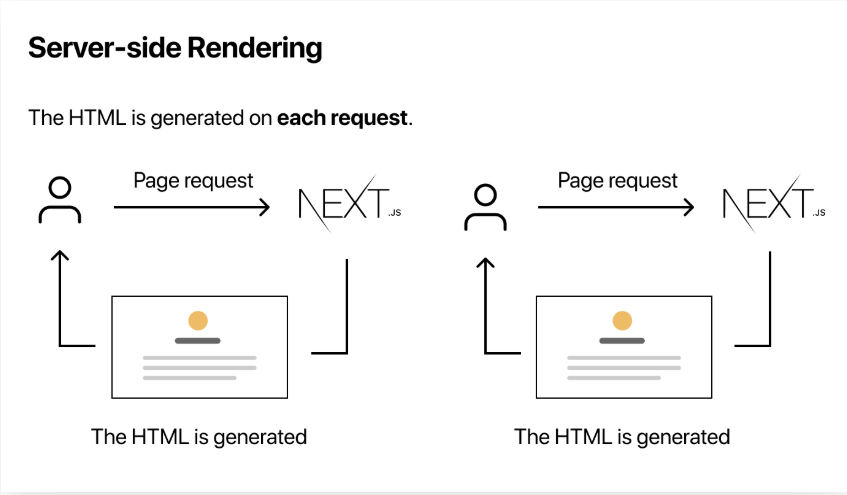 Server-side Rendering
The HTML is generated on each request.
Page request
NEXT.JS
Page request
NEXT.JS
The HTML is generated
The HTML is generated